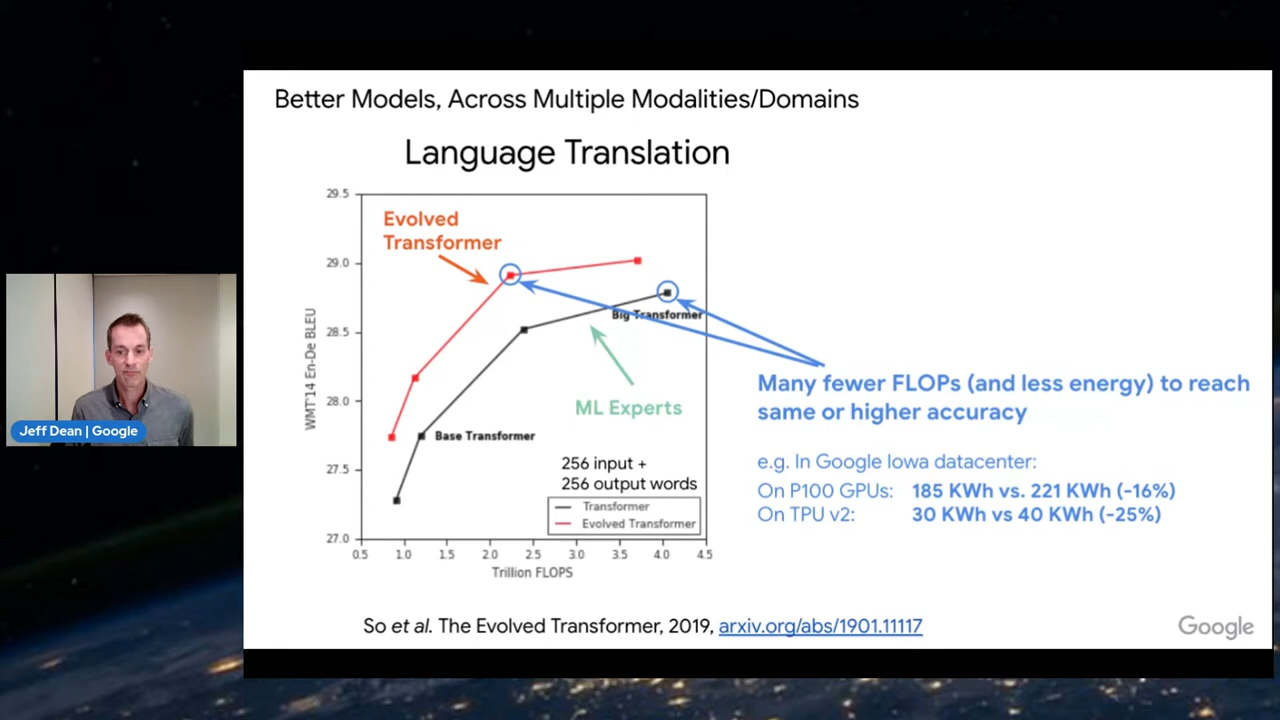 Better Models, Across Multiple Modalities/Domains
Language Translation
29.5
29.0
28.5
28.0
27.5
27.0
WMT'14 En-De BLEU
Evolved
Transformer
Big Transformer
ML Experts
Base Transformer
256 input +
256 output words
Transformer
Evolved Transformer
0.5 1.0 1.5 2.0 2.5 3.0 3.5 4.0 4.5
Trillion FLOPS
Many fewer FLOPs (and less energy) to reach
same or higher accuracy
e.g. In Google Iowa datacenter:
On P100 GPUs: 185 KWh vs. 221 KWh (-16%)
On TPU v2: 30 KWh vs 40 KWh (-25%)
Jeff Dean | Google
So et al. The Evolved Transformer, 2019, arxiv.org/abs/1901.11117
Google